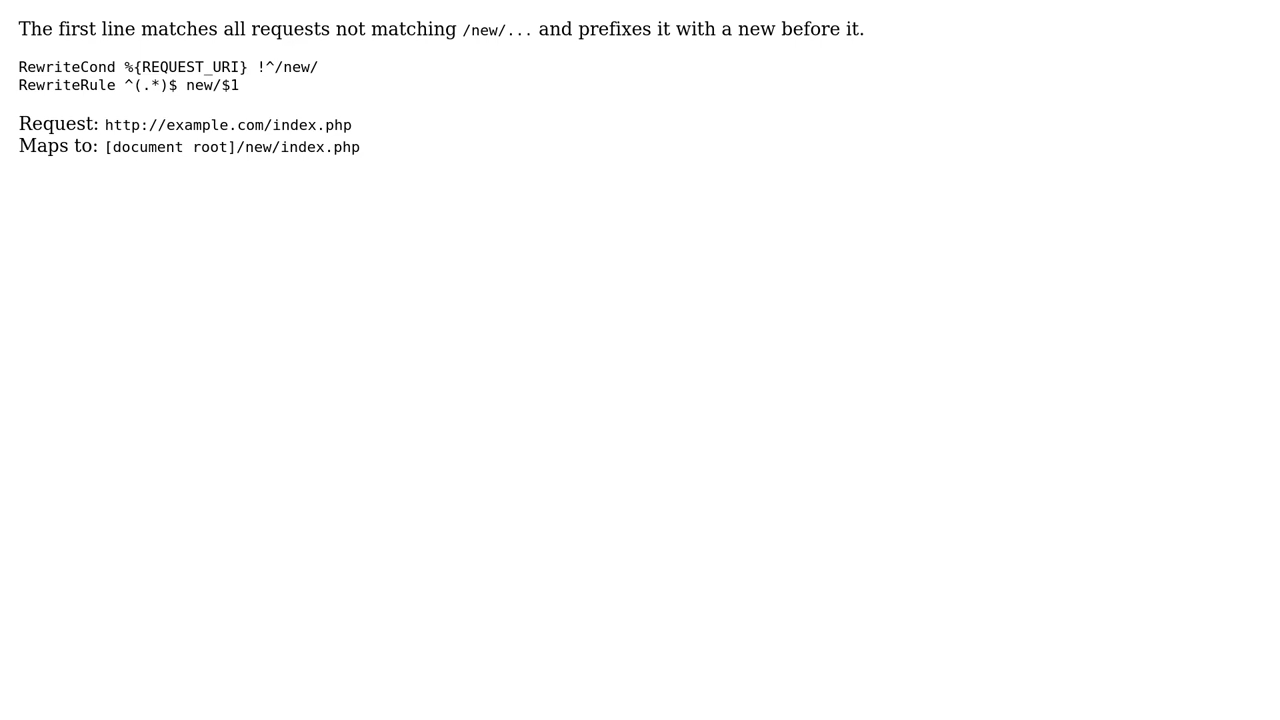 The first line matches all requests not matching /new/... and prefixes it with a new before it.
RewriteCond %{REQUEST_URI} !^/new/
RewriteRule ^(.*)$ new/$1
Request: http://example.com/index.php
Maps to: [document root]/new/index.php